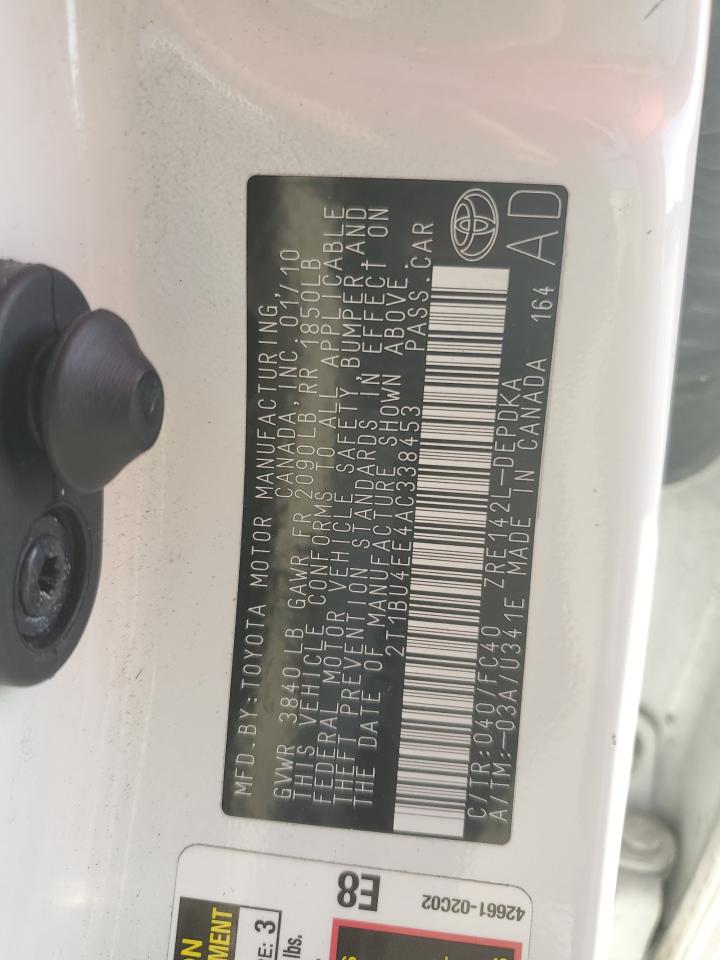 MFD.BY:TOYOTA MOTOR MANUFACTURING,
CANADA,INC.01/10
GVWR 3840LB GAWR FR 2090LB,RR 1850LB
THIS VEHICLE CONFORMS TO ALL APPLICABLE
FEDERAL MOTOR VEHICLE SAFETY,BUMPER,AND
THEFT PREVENTION STANDARDS IN EFFECT ON
THE DATE OF MANUFACTURE SHOWN ABOVE.
2T1BU4EE4AC338453 PASS.CAR
C/TR:040/FC40 ZRE142L-DEPDKA
A/TM:-03A/U341E MADE IN CANADA 164 AD
E8
42661-02C02
3
lbs.